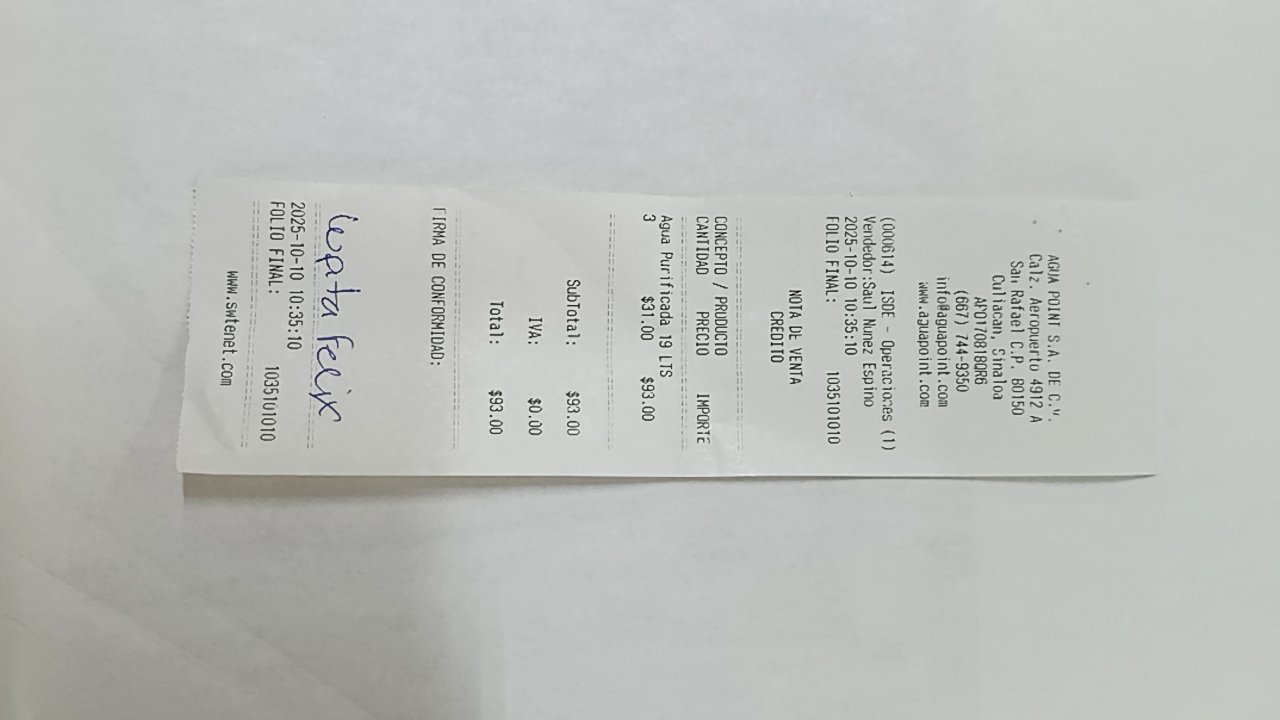 AGUA POINT S.A. DE C.V.
Calz. Aeropuerto 4912 A
San Rafael C.P. 80150
Culiacan, Sinaloa
APO170818QR6
(667) 744-9350
info@aguapoint.com
www.aguapoint.com
(000614) ISDE - Operaciones (1)
Vendedor:Saul Nunez Espino
2025-10-10 10:35:10
FOLIO FINAL: 1035101010
NOTA DE VENTA
CREDITO
CONCEPTO / PRODUCTO
CANTIDAD PRECIO IMPORTE
Agua Purificada 19 LTS
3 $31.00 $93.00
SubTotal: $93.00
IVA: $0.00
Total: $93.00
FIRMA DE CONFORMIDAD:
Felix
2025-10-10 10:35:10
FOLIO FINAL: 1035101010
www.swtenet.com